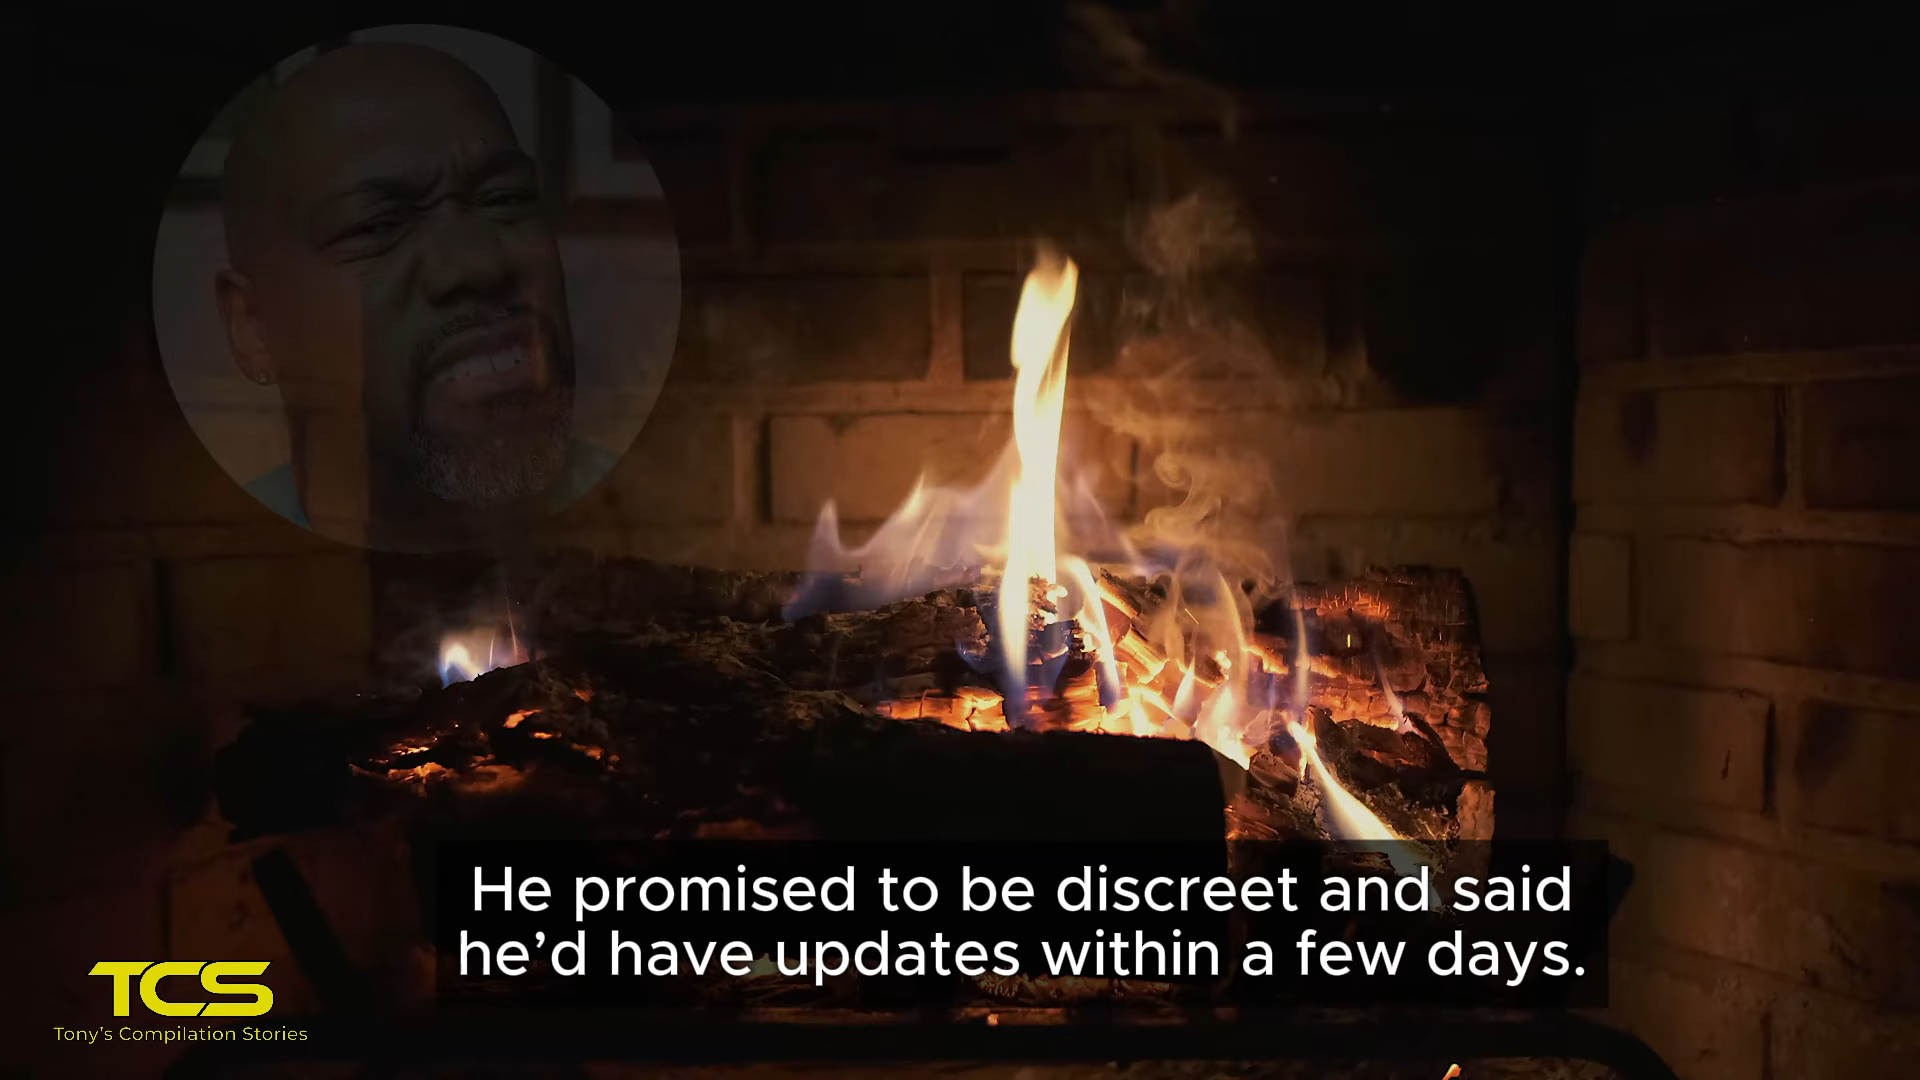 He promised to be discreet and said
he’d have updates within a few days.
TCS
Tony’s Compilation Stories